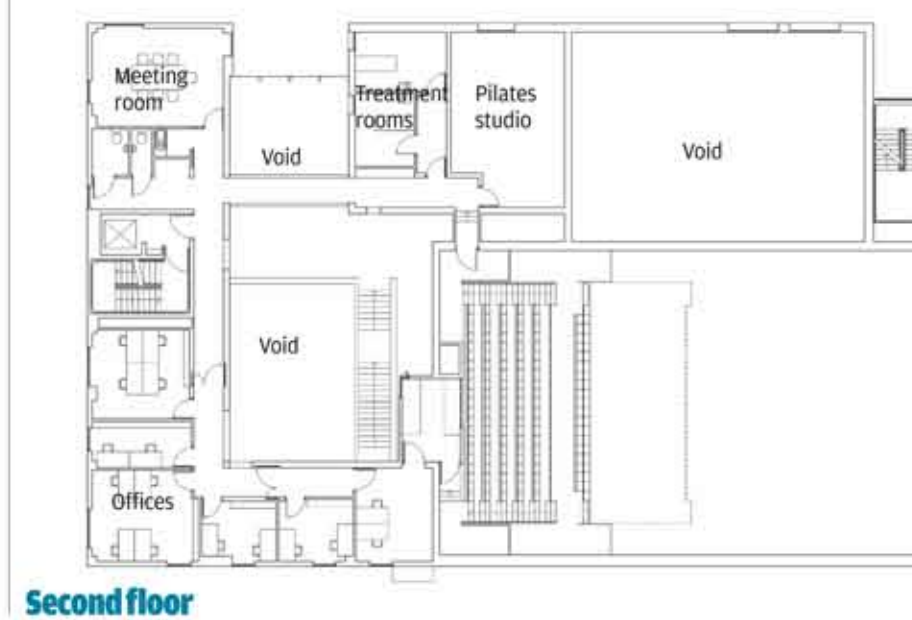 Meeting
room
Treatment
rooms
Pilates
studio
Void
Void
Void
Offices
Second floor